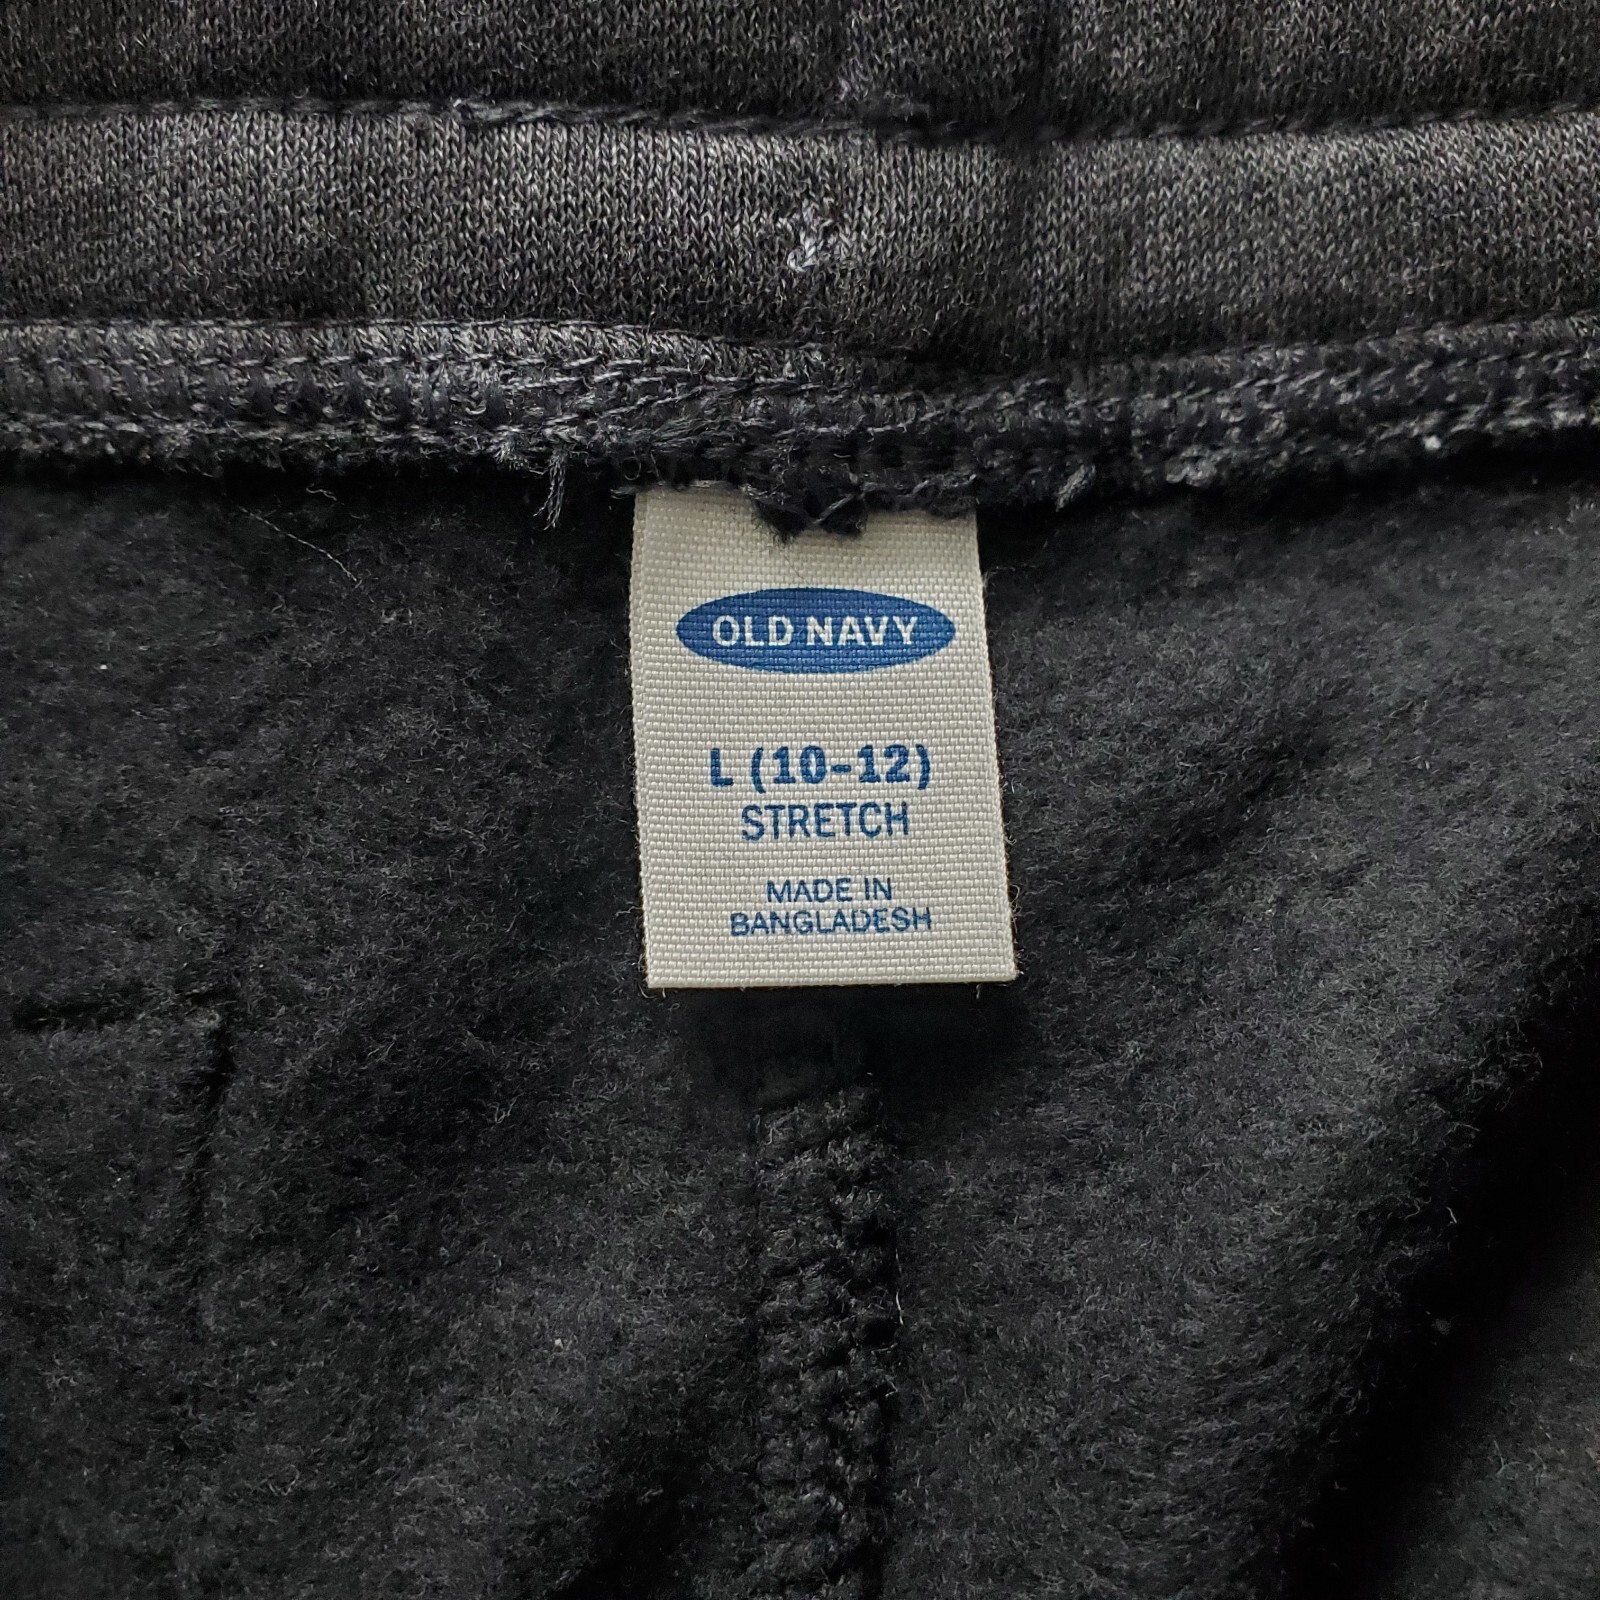 OLD NAVY
L (10-12)
STRETCH
MADE IN
BANGLADESH